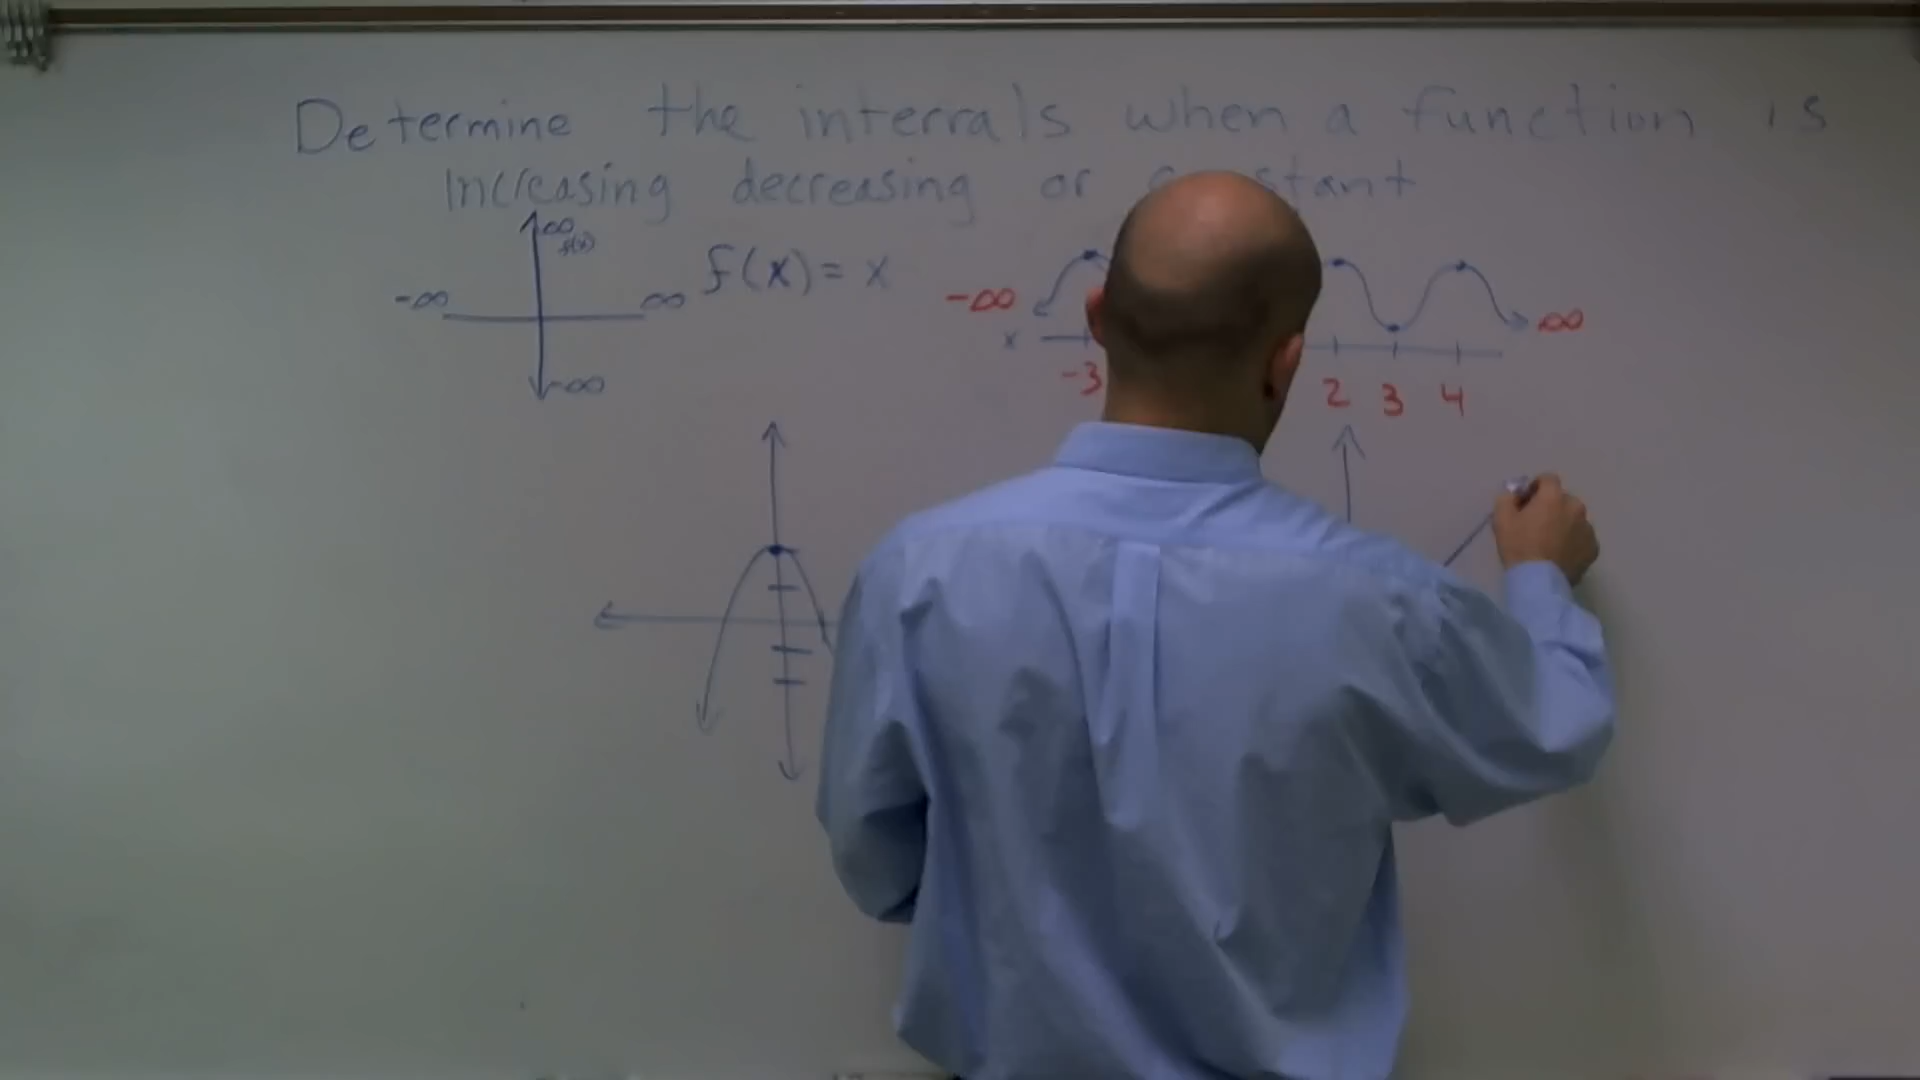 Determine the intervals when a function is
increasing decreasing or constant
∞
f(x)
-∞ ∞
-∞
f(x) = x
-∞ ∞
x
-3 2 3 4